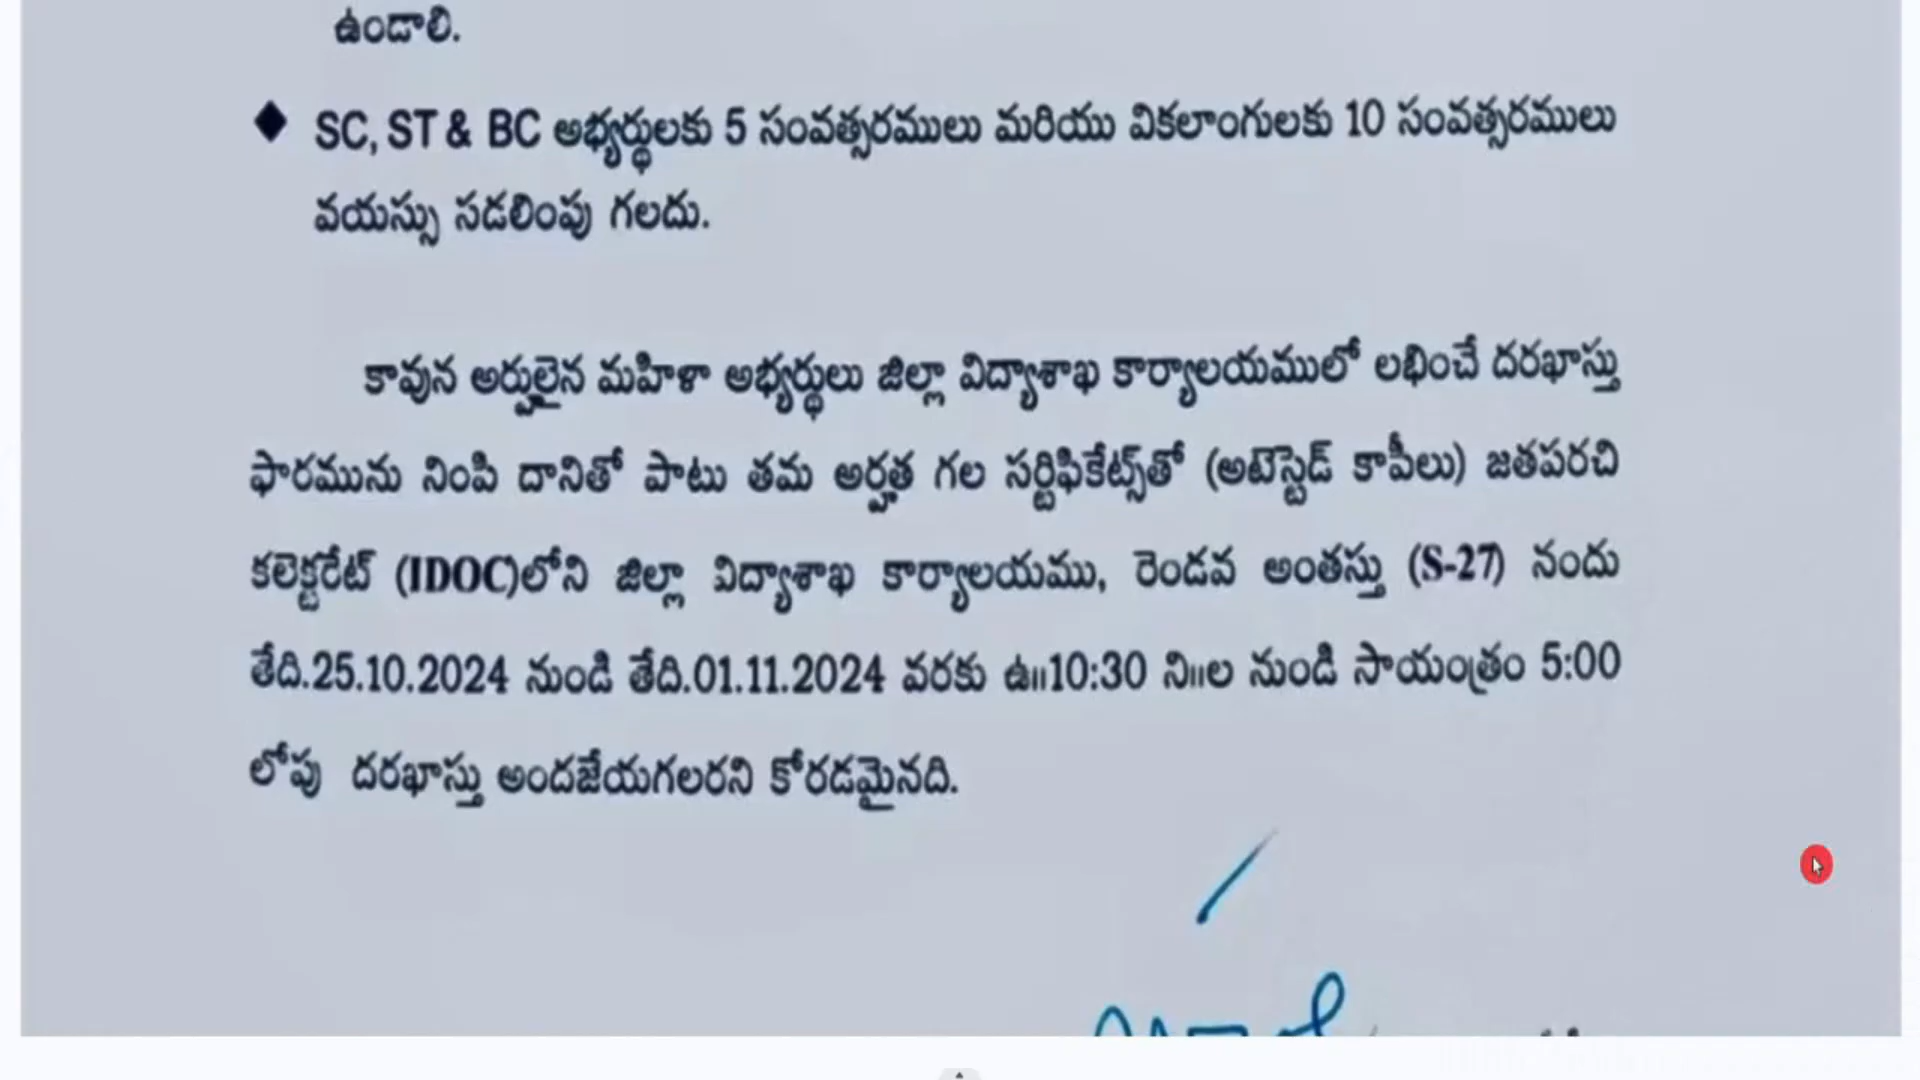 ఉండాలి.
◆ SC, ST & BC అభ్యర్థులకు 5 సంవత్సరములు మరియు వికలాంగులకు 10 సంవత్సరములు
వయస్సు సడలింపు గలదు.
కావున అర్హులైన మహిళా అభ్యర్థులు జిల్లా విద్యాశాఖ కార్యాలయములో లభించే దరఖాస్తు
ఫారమును నింపి దానితో పాటు తమ అర్హత గల సర్టిఫికేట్స్‌తో (అటెస్టెడ్ కాపీలు) జతపరచి
కలెక్టరేట్ (IDOC)లోని జిల్లా విద్యాశాఖ కార్యాలయము, రెండవ అంతస్తు (S-27) నందు
తేది.25.10.2024 నుండి తేది.01.11.2024 వరకు ఉ॥10:30 ని॥ల నుండి సాయంత్రం 5:00
లోపు దరఖాస్తు అందజేయగలరని కోరడమైనది.